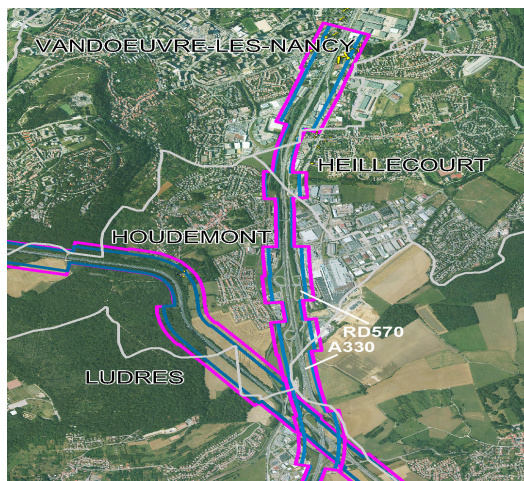 VANDOEUVRE-LES-NANCY
HEILLECOURT
HOUDEMONT
RD570
A330
LUDRES